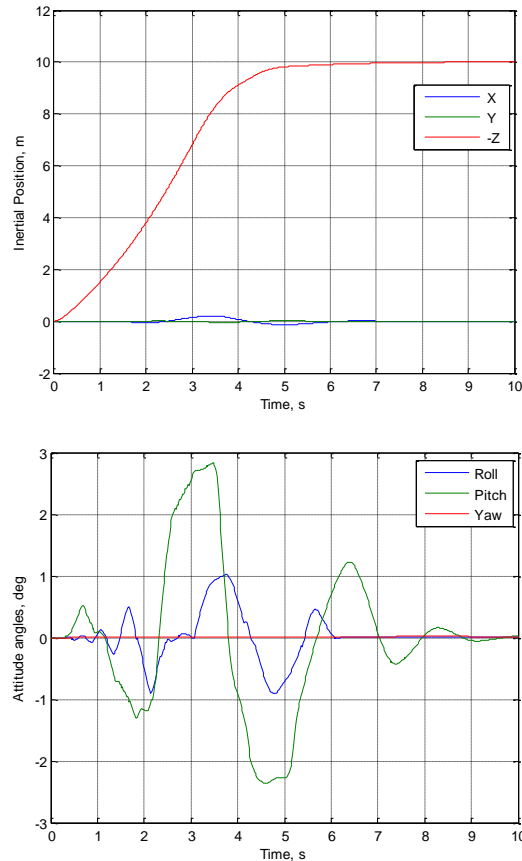 12
10
8
6
4
2
0
-2
0 1 2 3 4 5 6 7 8 9 10
Time, s
Inertial Position, m
X
Y
-Z
3
2
1
0
-1
-2
-3
0 1 2 3 4 5 6 7 8 9 10
Time, s
Attitude angles, deg
Roll
Pitch
Yaw